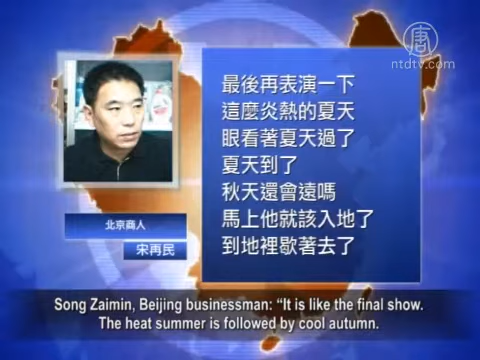 唐
ntdtv.com
最後再表演一下
這麼炎熱的夏天
眼看著夏天過了
夏天到了
秋天還會遠嗎
馬上他就該入地了
到地裡歇著去了
北京商人
宋再民
Song Zaimin, Beijing businessman: “It is like the final show.
The heat summer is followed by cool autumn.